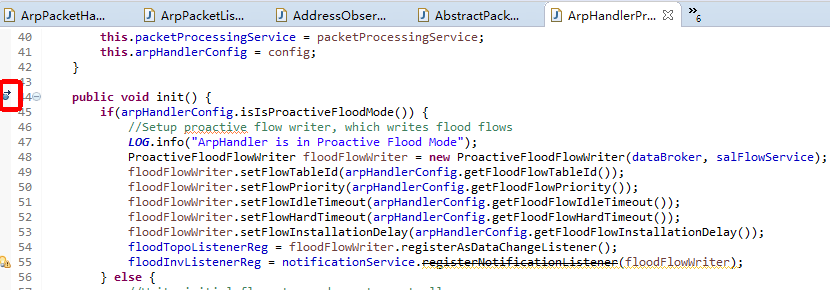 ArpPacketHa... ArpPacketLis... AddressObser... AbstractPack... ArpHandlerPr... »6
40 this.packetProcessingService = packetProcessingService;
41 this.arpHandlerConfig = config;
42 }
43
44 public void init() {
45 if(arpHandlerConfig.isIsProactiveFloodMode()) {
46 //Setup proactive flow writer, which writes flood flows
47 LOG.info("ArpHandler is in Proactive Flood Mode");
48 ProactiveFloodFlowWriter floodFlowWriter = new ProactiveFloodFlowWriter(dataBroker, salFlowService);
49 floodFlowWriter.setFlowTableId(arpHandlerConfig.getFloodFlowTableId());
50 floodFlowWriter.setFlowPriority(arpHandlerConfig.getFloodFlowPriority());
51 floodFlowWriter.setFlowIdleTimeout(arpHandlerConfig.getFloodFlowIdleTimeout());
52 floodFlowWriter.setFlowHardTimeout(arpHandlerConfig.getFloodFlowHardTimeout());
53 floodFlowWriter.setFlowInstallationDelay(arpHandlerConfig.getFloodFlowInstallationDelay());
54 floodTopoListenerReg = floodFlowWriter.registerAsDataChangeListener();
55 floodInvListenerReg = notificationService.registerNotificationListener(floodFlowWriter);
56 } else {